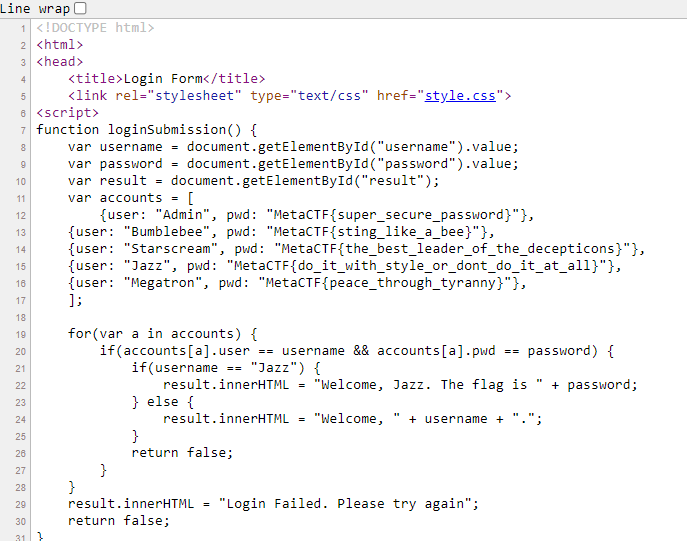 Line wrap
1 <!DOCTYPE html>
2 <html>
3 <head>
4     <title>Login Form</title>
5     <link rel="stylesheet" type="text/css" href="style.css">
6 <script>
7 function loginSubmission() {
8     var username = document.getElementById("username").value;
9     var password = document.getElementById("password").value;
10     var result = document.getElementById("result");
11     var accounts = [
12         {user: "Admin", pwd: "MetaCTF{super_secure_password}"},
13     {user: "Bumblebee", pwd: "MetaCTF{sting_like_a_bee}"},
14     {user: "Starscream", pwd: "MetaCTF{the_best_leader_of_the_decepticons}"},
15     {user: "Jazz", pwd: "MetaCTF{do_it_with_style_or_dont_do_it_at_all}"},
16     {user: "Megatron", pwd: "MetaCTF{peace_through_tyranny}"},
17     ];
18
19     for(var a in accounts) {
20         if(accounts[a].user == username && accounts[a].pwd == password) {
21             if(username == "Jazz") {
22                 result.innerHTML = "Welcome, Jazz. The flag is " + password;
23             } else {
24                 result.innerHTML = "Welcome, " + username + ".";
25             }
26             return false;
27         }
28     }
29     result.innerHTML = "Login Failed. Please try again";
30     return false;
31 }